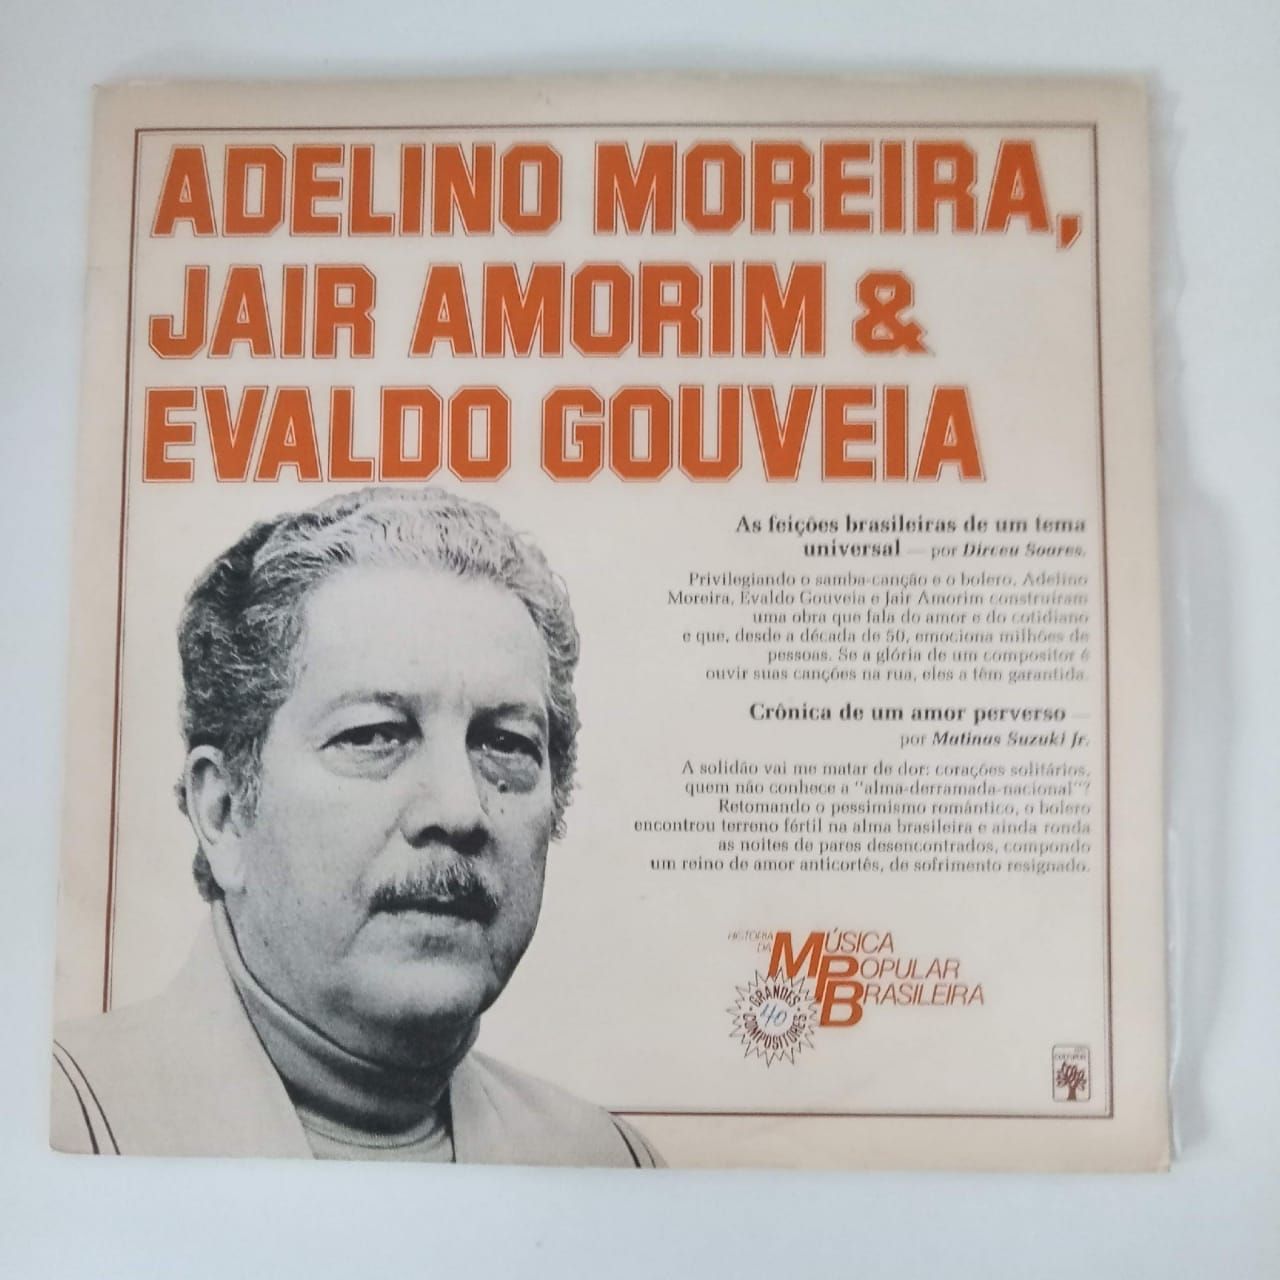 ADELINO MOREIRA,
JAIR AMORIM &
EVALDO GOUVEIA
As feições brasileiras de um tema
universal — por Dirceu Soares.
Privilegiando o samba-canção e o bolero, Adelino
Moreira, Evaldo Gouveia e Jair Amorim construíram
uma obra que fala do amor e do cotidiano
e que, desde a década de 50, emociona milhões de
pessoas. Se a glória de um compositor é
ouvir suas canções na rua, eles a têm garantida.
Crônica de um amor perverso —
por Matinas Suzuki Jr.
A solidão vai me matar de dor: corações solitários,
quem não conhece a "alma-derramada-nacional"?
Retomando o pessimismo romântico, o bolero
encontrou terreno fértil na alma brasileira e ainda ronda
as noites de pares desencontrados, compondo
um reino de amor anticortês, de sofrimento resignado.
HISTÓRIA
DA MÚSICA
POPULAR
BRASILEIRA
GRANDES
40
COMPOSITORES
CULTURAL